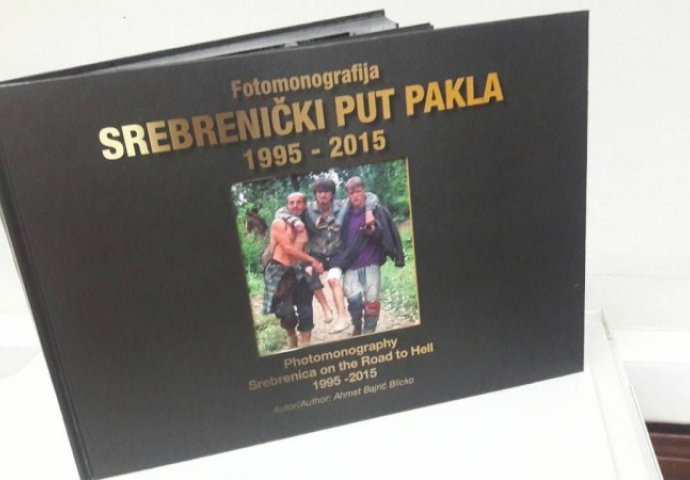 Fotomonografija
SREBRENIČKI PUT PAKLA
1995 - 2015
Photomonography
Srebrenica on the Road to Hell
1995 -2015
Autor/Author: Ahmet Bajrić Blicko